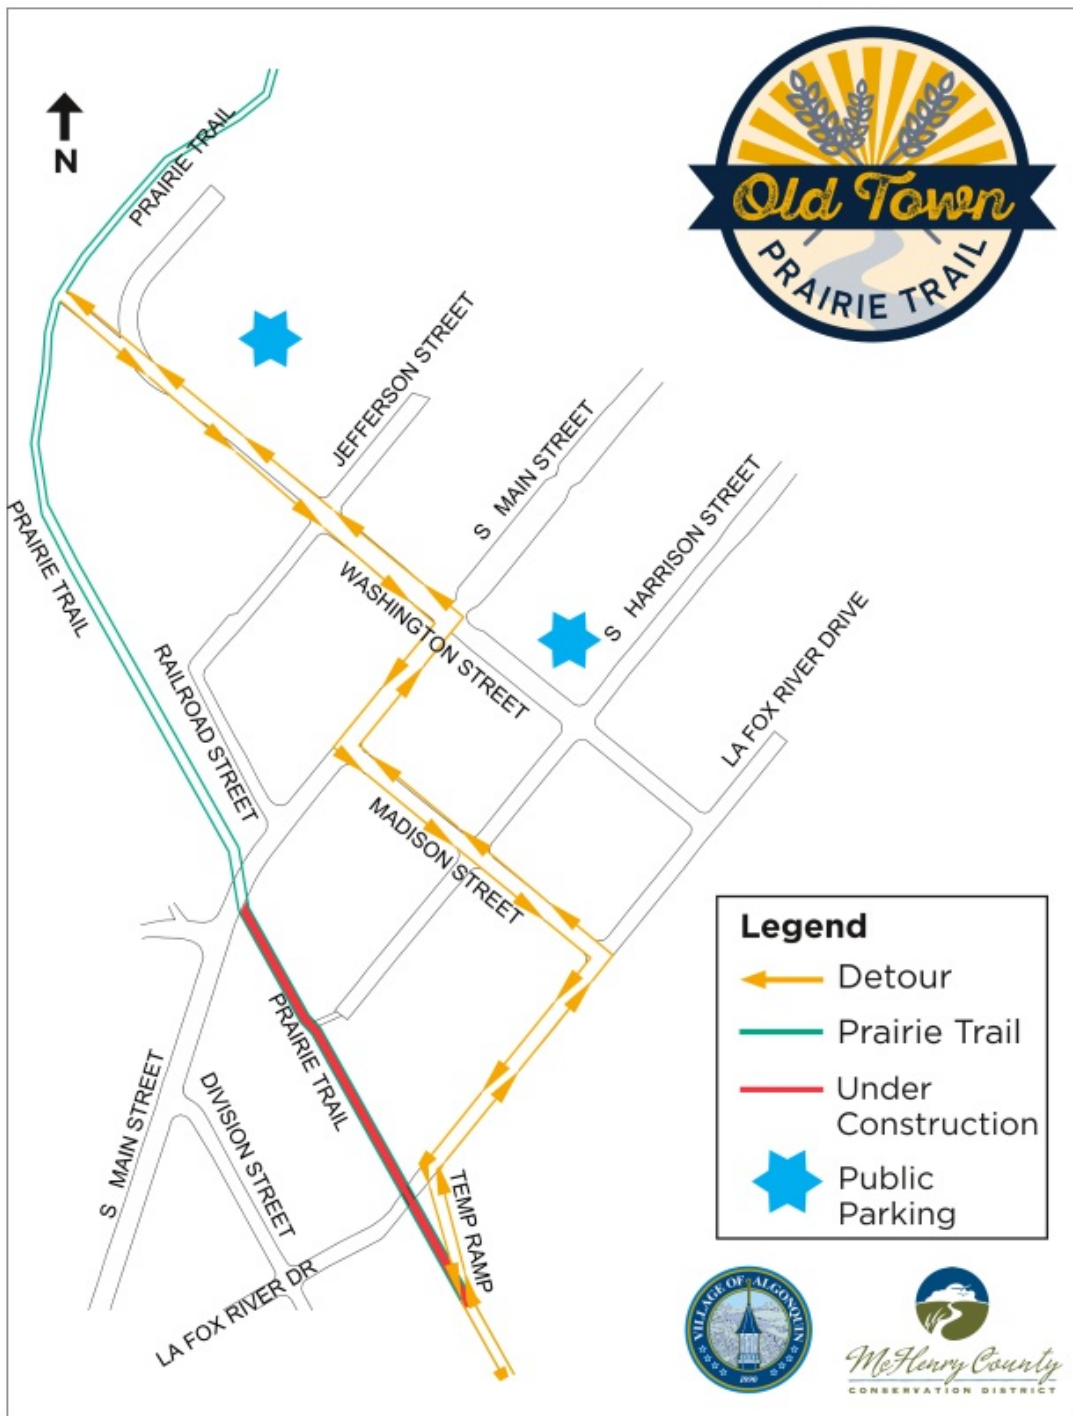 N
PRAIRIE TRAIL
Old Town
PRAIRIE TRAIL
JEFFERSON STREET
S MAIN STREET
S HARRISON STREET
PRAIRIE TRAIL
WASHINGTON STREET
LA FOX RIVER DRIVE
RAILROAD STREET
MADISON STREET
PRAIRIE TRAIL
S MAIN STREET
DIVISION STREET
TEMP RAMP
LA FOX RIVER DR
Legend
Detour
Prairie Trail
Under
Construction
Public
Parking
VILLAGE OF ALGONQUIN
1890
McHenry County
CONSERVATION DISTRICT